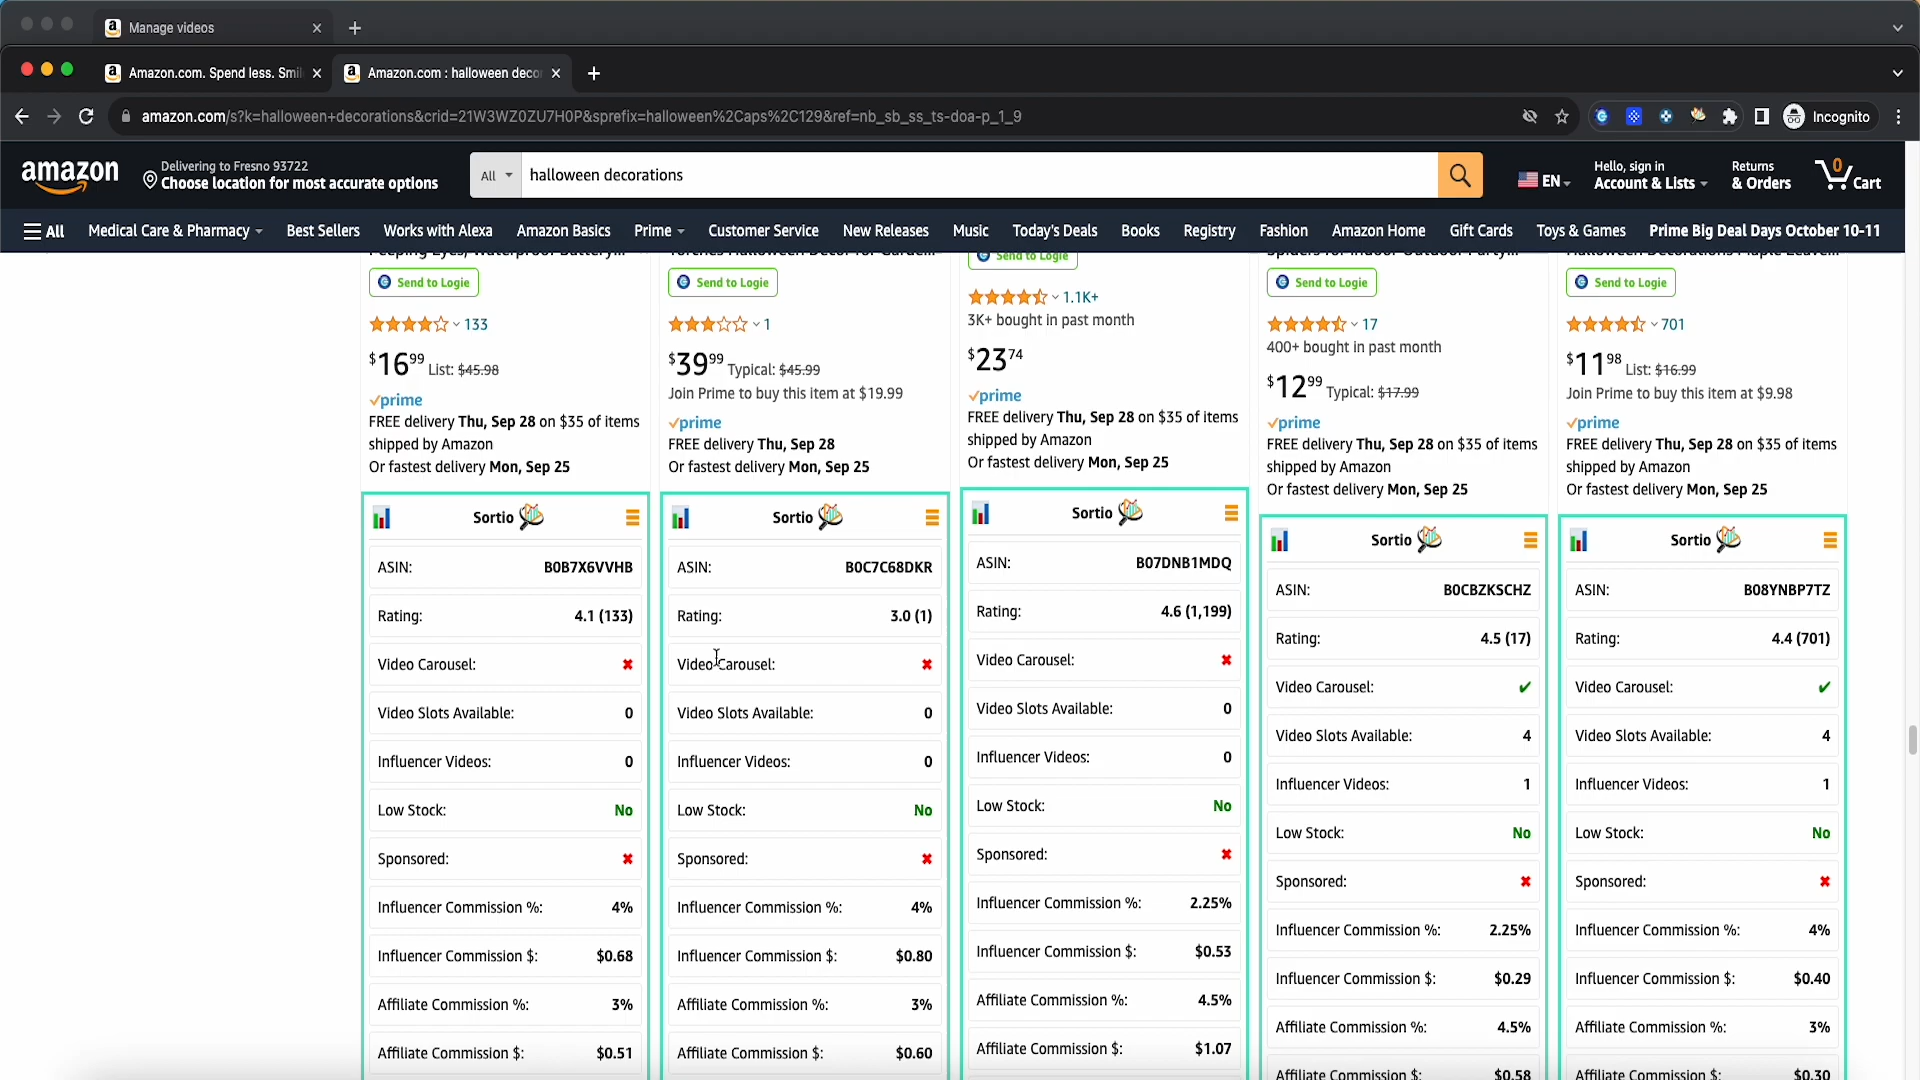 Manage videos
Amazon.com. Spend less. Smil
Amazon.com : halloween deco
amazon.com/s?k=halloween+decorations&crid=21W3WZ0ZU7H0P&sprefix=halloween%2Caps%2C129&ref=nb_sb_ss_ts-doa-p_1_9
Incognito
amazon
Delivering to Fresno 93722
Choose location for most accurate options
All
halloween decorations
EN
Hello, sign in
Account & Lists
Returns
& Orders
0
Cart
All
Medical Care & Pharmacy
Best Sellers
Works with Alexa
Amazon Basics
Prime
Customer Service
New Releases
Music
Today's Deals
Books
Registry
Fashion
Amazon Home
Gift Cards
Toys & Games
Prime Big Deal Days October 10-11
Peeping Eyes, Waterproof Battery...
Send to Logie
133
$16.99 List: $45.98
prime
FREE delivery Thu, Sep 28 on $35 of items
shipped by Amazon
Or fastest delivery Mon, Sep 25
Sortio
ASIN: B0B7X6VVHB
Rating: 4.1 (133)
Video Carousel: ✖
Video Slots Available: 0
Influencer Videos: 0
Low Stock: No
Sponsored: ✖
Influencer Commission %: 4%
Influencer Commission $: $0.68
Affiliate Commission %: 3%
Affiliate Commission $: $0.51
Torches Halloween Decor for Garde...
Send to Logie
1
$39.99 Typical: $45.99
Join Prime to buy this item at $19.99
prime
FREE delivery Thu, Sep 28
Or fastest delivery Mon, Sep 25
Sortio
ASIN: B0C7C68DKR
Rating: 3.0 (1)
Video Carousel: ✖
Video Slots Available: 0
Influencer Videos: 0
Low Stock: No
Sponsored: ✖
Influencer Commission %: 4%
Influencer Commission $: $0.80
Affiliate Commission %: 3%
Affiliate Commission $: $0.60
Send to Logie
1.1K+
3K+ bought in past month
$23.74
prime
FREE delivery Thu, Sep 28 on $35 of items
shipped by Amazon
Or fastest delivery Mon, Sep 25
Sortio
ASIN: B07DNB1MDQ
Rating: 4.6 (1,199)
Video Carousel: ✖
Video Slots Available: 0
Influencer Videos: 0
Low Stock: No
Sponsored: ✖
Influencer Commission %: 2.25%
Influencer Commission $: $0.53
Affiliate Commission %: 4.5%
Affiliate Commission $: $1.07
Spiders for Indoor Outdoor Party...
Send to Logie
17
400+ bought in past month
$12.99 Typical: $17.99
prime
FREE delivery Thu, Sep 28 on $35 of items
shipped by Amazon
Or fastest delivery Mon, Sep 25
Sortio
ASIN: B0CBZKSCHZ
Rating: 4.5 (17)
Video Carousel: ✔
Video Slots Available: 4
Influencer Videos: 1
Low Stock: No
Sponsored: ✖
Influencer Commission %: 2.25%
Influencer Commission $: $0.29
Affiliate Commission %: 4.5%
Affiliate Commission $: $0.58
Halloween Decorations Maple Leave...
Send to Logie
701
$11.98 List: $16.99
Join Prime to buy this item at $9.98
prime
FREE delivery Thu, Sep 28 on $35 of items
shipped by Amazon
Or fastest delivery Mon, Sep 25
Sortio
ASIN: B08YNBP7TZ
Rating: 4.4 (701)
Video Carousel: ✔
Video Slots Available: 4
Influencer Videos: 1
Low Stock: No
Sponsored: ✖
Influencer Commission %: 4%
Influencer Commission $: $0.40
Affiliate Commission %: 3%
Affiliate Commission $: $0.30